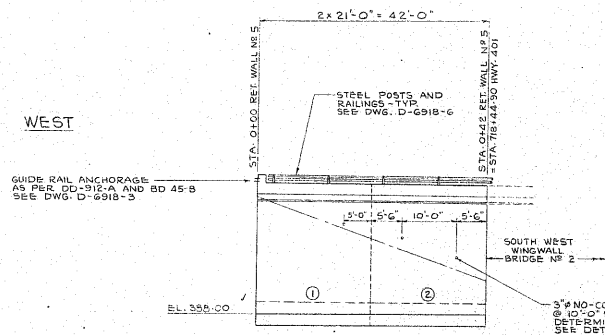 2 x 21'-0" = 42'-0"
STA. 0+00 RET. WALL Nº 5
STA. 0+42 RET. WALL Nº 5
= STA. 718+44.90 HWY. 401
STEEL POSTS AND
RAILINGS - TYP.
SEE DWG. D-6918-6
WEST
GUIDE RAIL ANCHORAGE
AS PER DD-912-A AND BD 45-B
SEE DWG. D-6918-3
5'-0" 5'-6" 10'-0" 5'-6"
SOUTH WEST
WINGWALL
BRIDGE Nº 2
1 2
EL. 388.00
3"ø NO-CO
@ 10'-0"
DETERMI
SEE DET